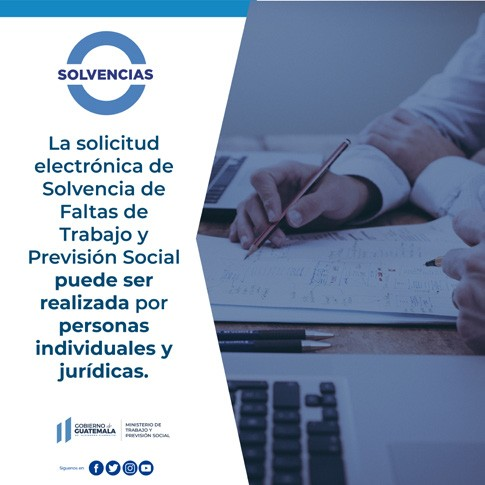 SOLVENCIAS
La solicitud
electrónica de
Solvencia de
Faltas de
Trabajo y
Previsión Social
puede ser
realizada por
personas
individuales y
jurídicas.
GOBIERNO de
GUATEMALA
MINISTERIO DE
TRABAJO Y
PREVISIÓN SOCIAL
Síguenos en: